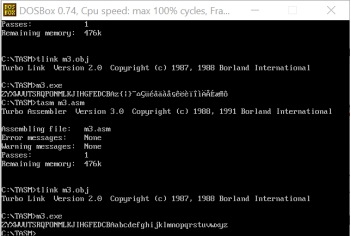 DOSBox 0.74, Cpu speed: max 100% cycles, Fra...
Passes: 1
Remaining memory: 476k
C:\TASM>tlink m3.obj
Turbo Link Version 2.0 Copyright (c) 1987, 1988 Borland International
C:\TASM>m3.exe
ZYXWVUTSRQPONMLKJIHGFEDCBA
C:\TASM>tasm m3.asm
Turbo Assembler Version 3.0 Copyright (c) 1988, 1991 Borland International
Assembling file: m3.asm
Error messages: None
Warning messages: None
Passes: 1
Remaining memory: 476k
C:\TASM>tlink m3.obj
Turbo Link Version 2.0 Copyright (c) 1987, 1988 Borland International
C:\TASM>m3.exe
ZYXWVUTSRQPONMLKJIHGFEDCBAabcdefghijklmnopqrstuvwxyz
C:\TASM>